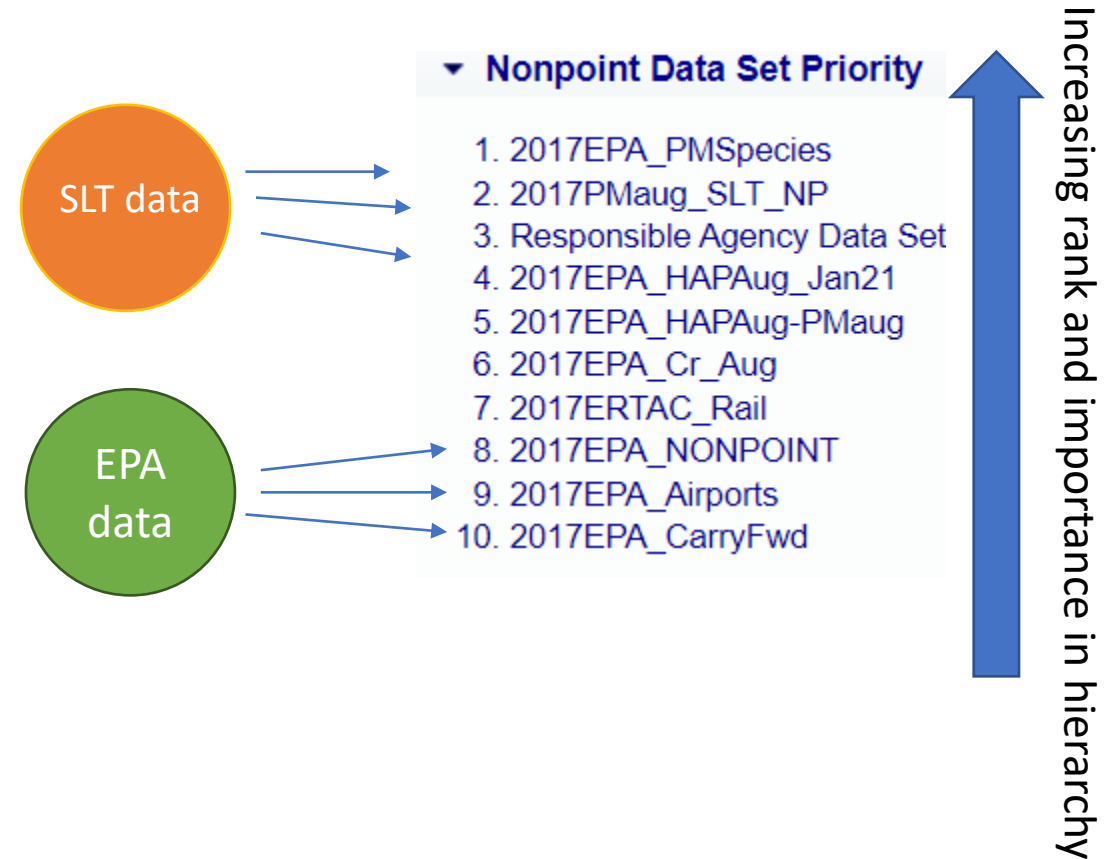 Nonpoint Data Set Priority
SLT data
1. 2017EPA_PMSpecies
2. 2017PMaug_SLT_NP
3. Responsible Agency Data Set
4. 2017EPA_HAPAug_Jan21
5. 2017EPA_HAPAug-PMaug
6. 2017EPA_Cr_Aug
7. 2017ERTAC_Rail
8. 2017EPA_NONPOINT
9. 2017EPA_Airports
10. 2017EPA_CarryFwd
EPA
data
Increasing rank and importance in hierarchy